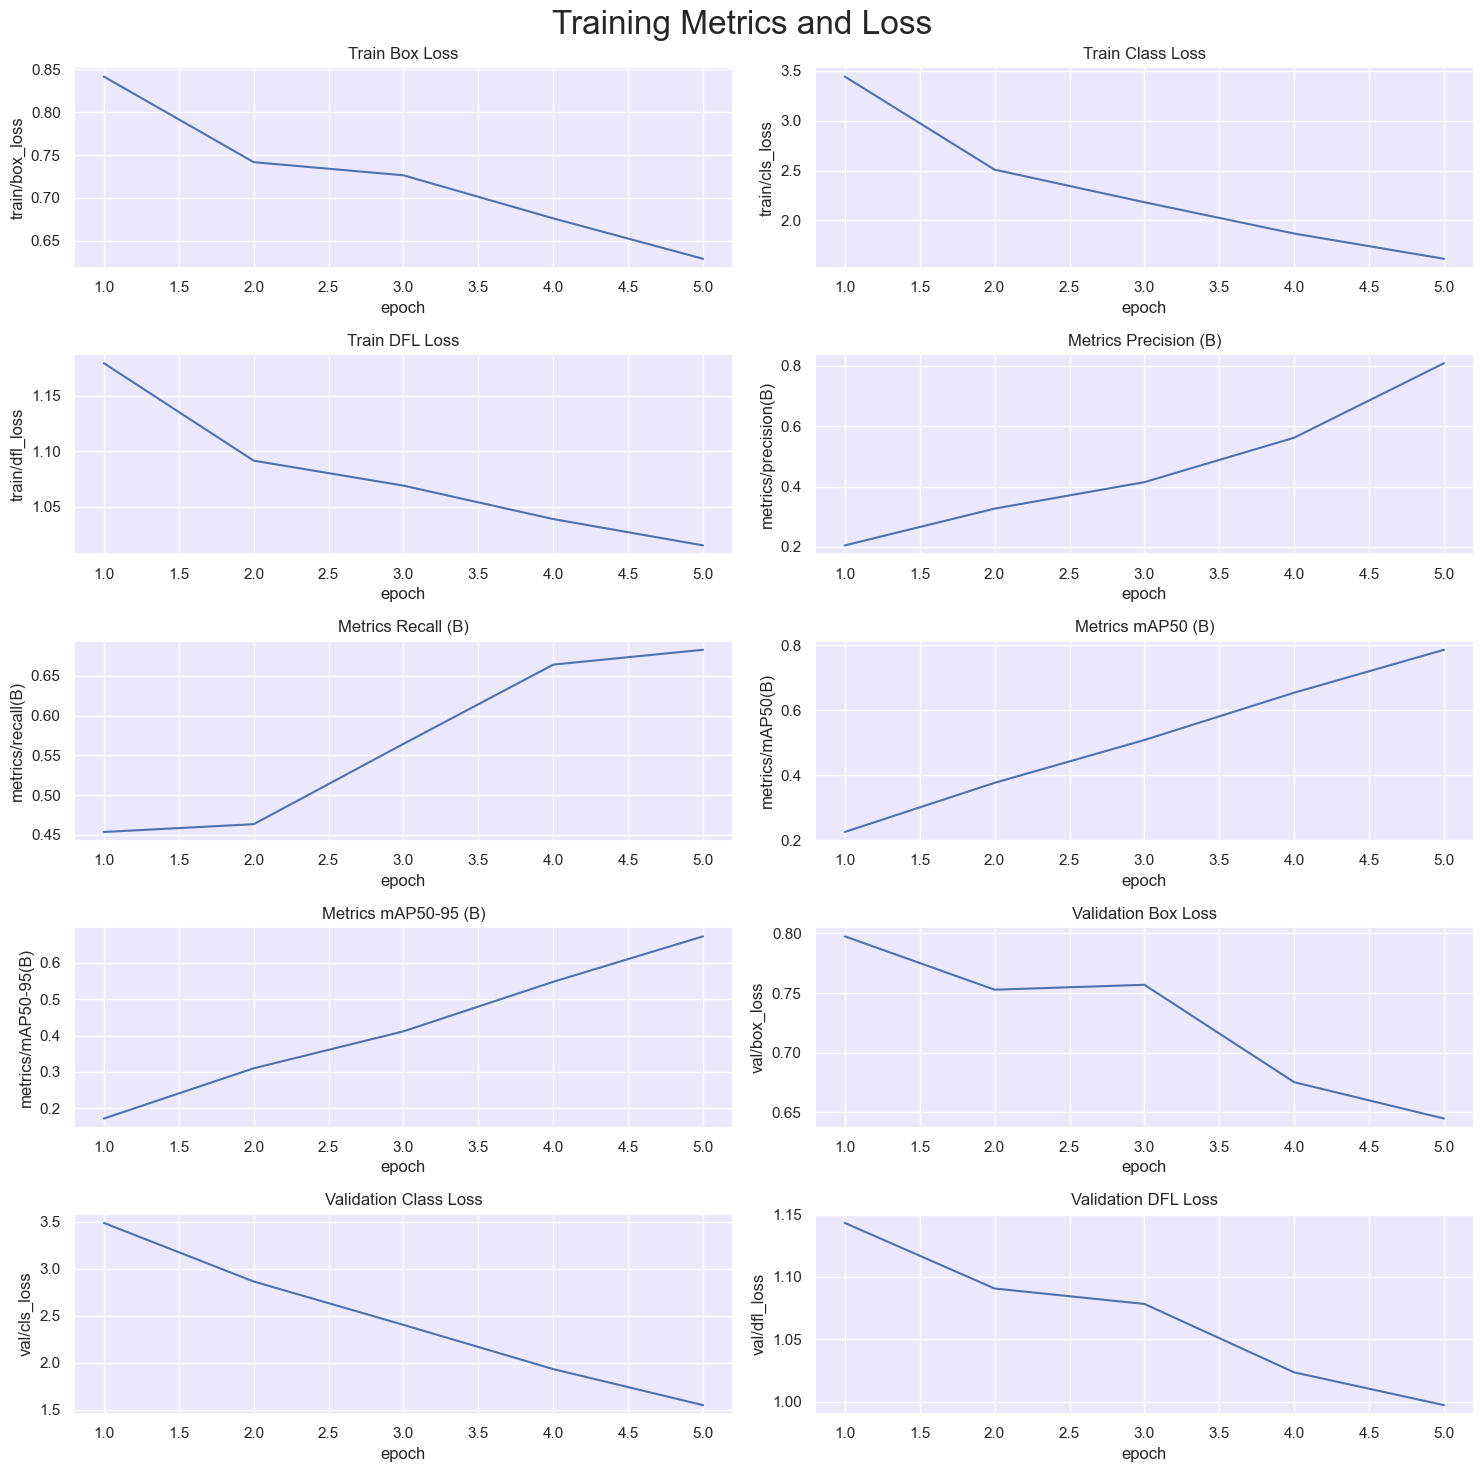 Training Metrics and Loss
Train Box Loss
train/box_loss
0.85
0.80
0.75
0.70
0.65
1.0 1.5 2.0 2.5 3.0 3.5 4.0 4.5 5.0
epoch
Train Class Loss
train/cls_loss
3.5
3.0
2.5
2.0
1.0 1.5 2.0 2.5 3.0 3.5 4.0 4.5 5.0
epoch
Train DFL Loss
train/dfl_loss
1.15
1.10
1.05
1.0 1.5 2.0 2.5 3.0 3.5 4.0 4.5 5.0
epoch
Metrics Precision (B)
metrics/precision(B)
0.8
0.6
0.4
0.2
1.0 1.5 2.0 2.5 3.0 3.5 4.0 4.5 5.0
epoch
Metrics Recall (B)
metrics/recall(B)
0.65
0.60
0.55
0.50
0.45
1.0 1.5 2.0 2.5 3.0 3.5 4.0 4.5 5.0
epoch
Metrics mAP50 (B)
metrics/mAP50(B)
0.8
0.6
0.4
0.2
1.0 1.5 2.0 2.5 3.0 3.5 4.0 4.5 5.0
epoch
Metrics mAP50-95 (B)
metrics/mAP50-95(B)
0.6
0.5
0.4
0.3
0.2
1.0 1.5 2.0 2.5 3.0 3.5 4.0 4.5 5.0
epoch
Validation Box Loss
val/box_loss
0.80
0.75
0.70
0.65
1.0 1.5 2.0 2.5 3.0 3.5 4.0 4.5 5.0
epoch
Validation Class Loss
val/cls_loss
3.5
3.0
2.5
2.0
1.5
1.0 1.5 2.0 2.5 3.0 3.5 4.0 4.5 5.0
epoch
Validation DFL Loss
val/dfl_loss
1.15
1.10
1.05
1.00
1.0 1.5 2.0 2.5 3.0 3.5 4.0 4.5 5.0
epoch